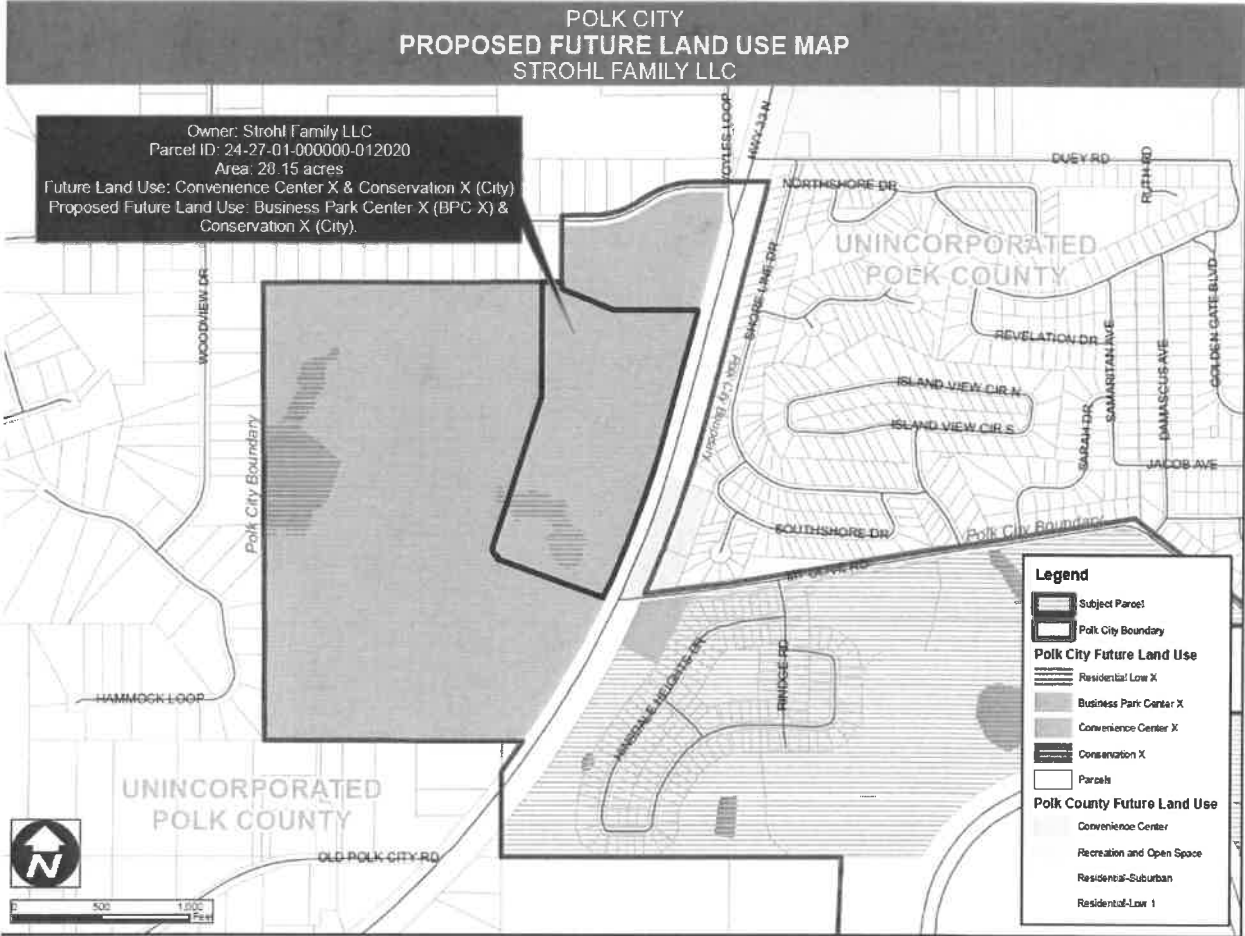 POLK CITY
PROPOSED FUTURE LAND USE MAP
STROHL FAMILY LLC
Owner: Strohl Family LLC
Parcel ID: 24-27-01-000000-012020
Area: 28.15 acres
Future Land Use: Convenience Center X & Conservation X (City)
Proposed Future Land Use: Business Park Center X (BPC X) &
Conservation X (City).
VOYLES LOOP
HWY 33 N
DUEY RD
RUTH RD
NORTHSHORE DR
UNINCORPORATED
POLK COUNTY
WOODVIEW DR
SHORE LINE DR
GOLDEN GATE BLVD
REVELATION DR
SAMARITAN AVE
DAMASCUS AVE
Polk City Boundary
ISLAND VIEW CIR N
ISLAND VIEW CIR S
SARAH DR
JACOB AVE
Polk City Boundary
SOUTHSHORE DR
Polk City Boundary
MT OLIVE RD
HINSDALE HEIGHTS DR
RINDGE RD
HAMMOCK LOOP
UNINCORPORATED
POLK COUNTY
OLD POLK CITY RD
N
0 500 1,000
Feet
Legend
Subject Parcel
Polk City Boundary
Polk City Future Land Use
Residential Low X
Business Park Center X
Convenience Center X
Conservation X
Parcels
Polk County Future Land Use
Convenience Center
Recreation and Open Space
Residential-Suburban
Residential-Low 1